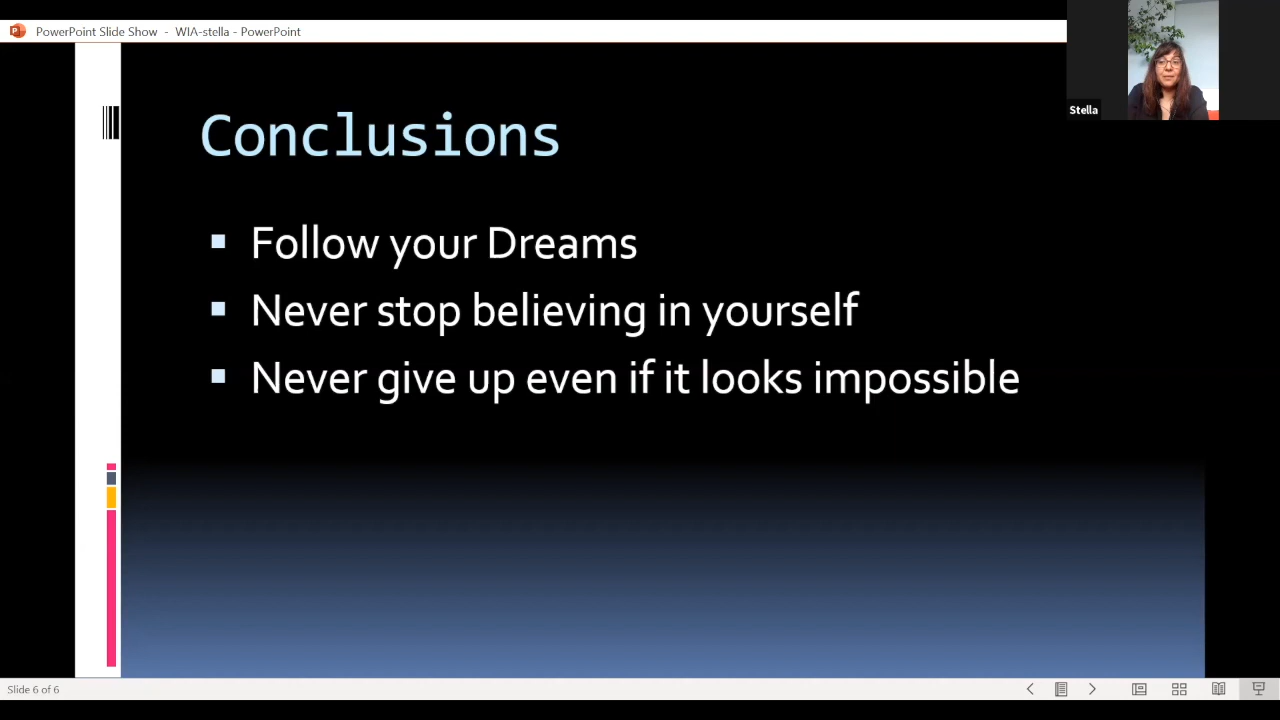 PowerPoint Slide Show - WIA-stella - PowerPoint
Stella
Conclusions
Follow your Dreams
Never stop believing in yourself
Never give up even if it looks impossible
Slide 6 of 6